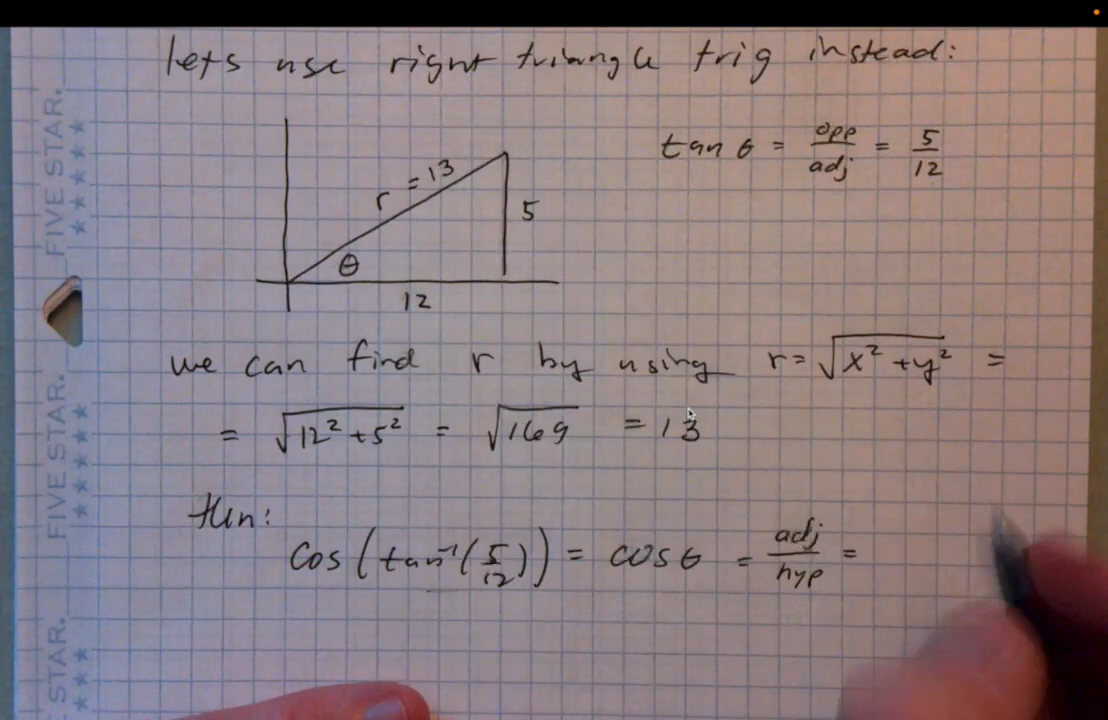 lets use right triangle trig instead:
tan θ = opp/adj = 5/12
r = 13
5
θ
12
we can find r by using r = √(x² + y²) =
= √(12² + 5²) = √169 = 13
then:
cos(tan⁻¹(5/12)) = cos θ = adj/hyp =
FIVE STAR.
FIVE STAR.
STAR.